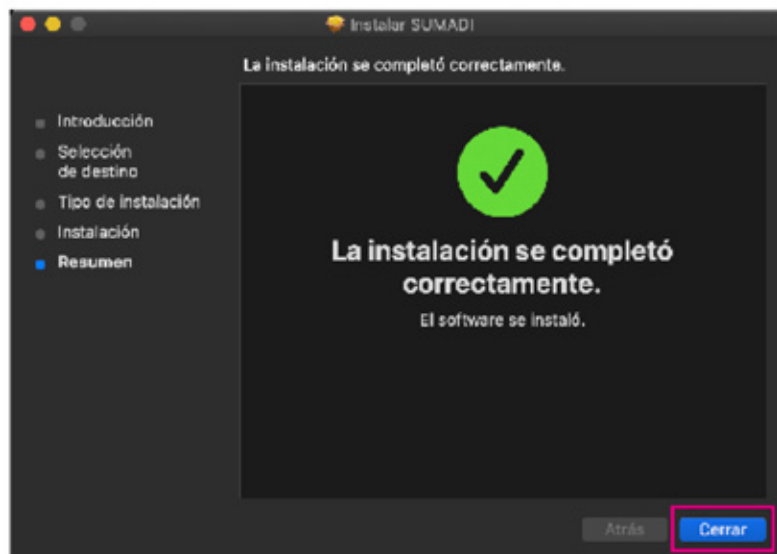 Instalar SUMADI
La instalación se completó correctamente.
Introducción
Selección
de destino
Tipo de instalación
Instalación
Resumen
La instalación se completó
correctamente.
El software se instaló.
Atrás
Cerrar